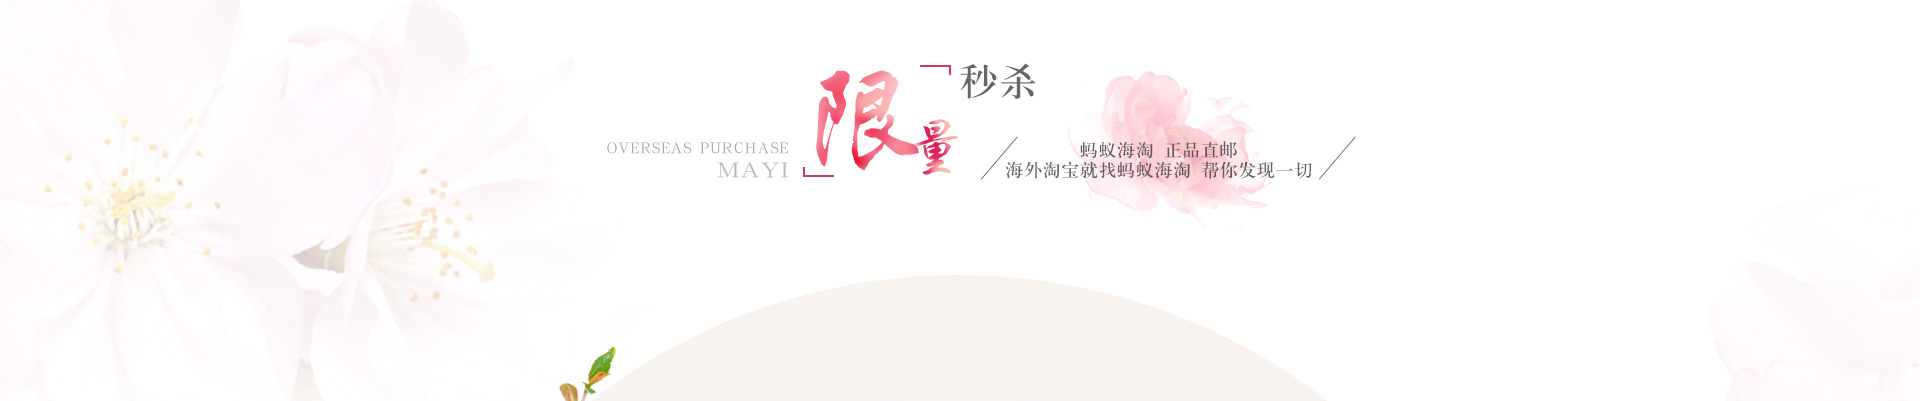 秒杀
限量
OVERSEAS PURCHASE
MAYI
蚂蚁海淘 正品直邮
海外淘宝就找蚂蚁海淘 帮你发现一切